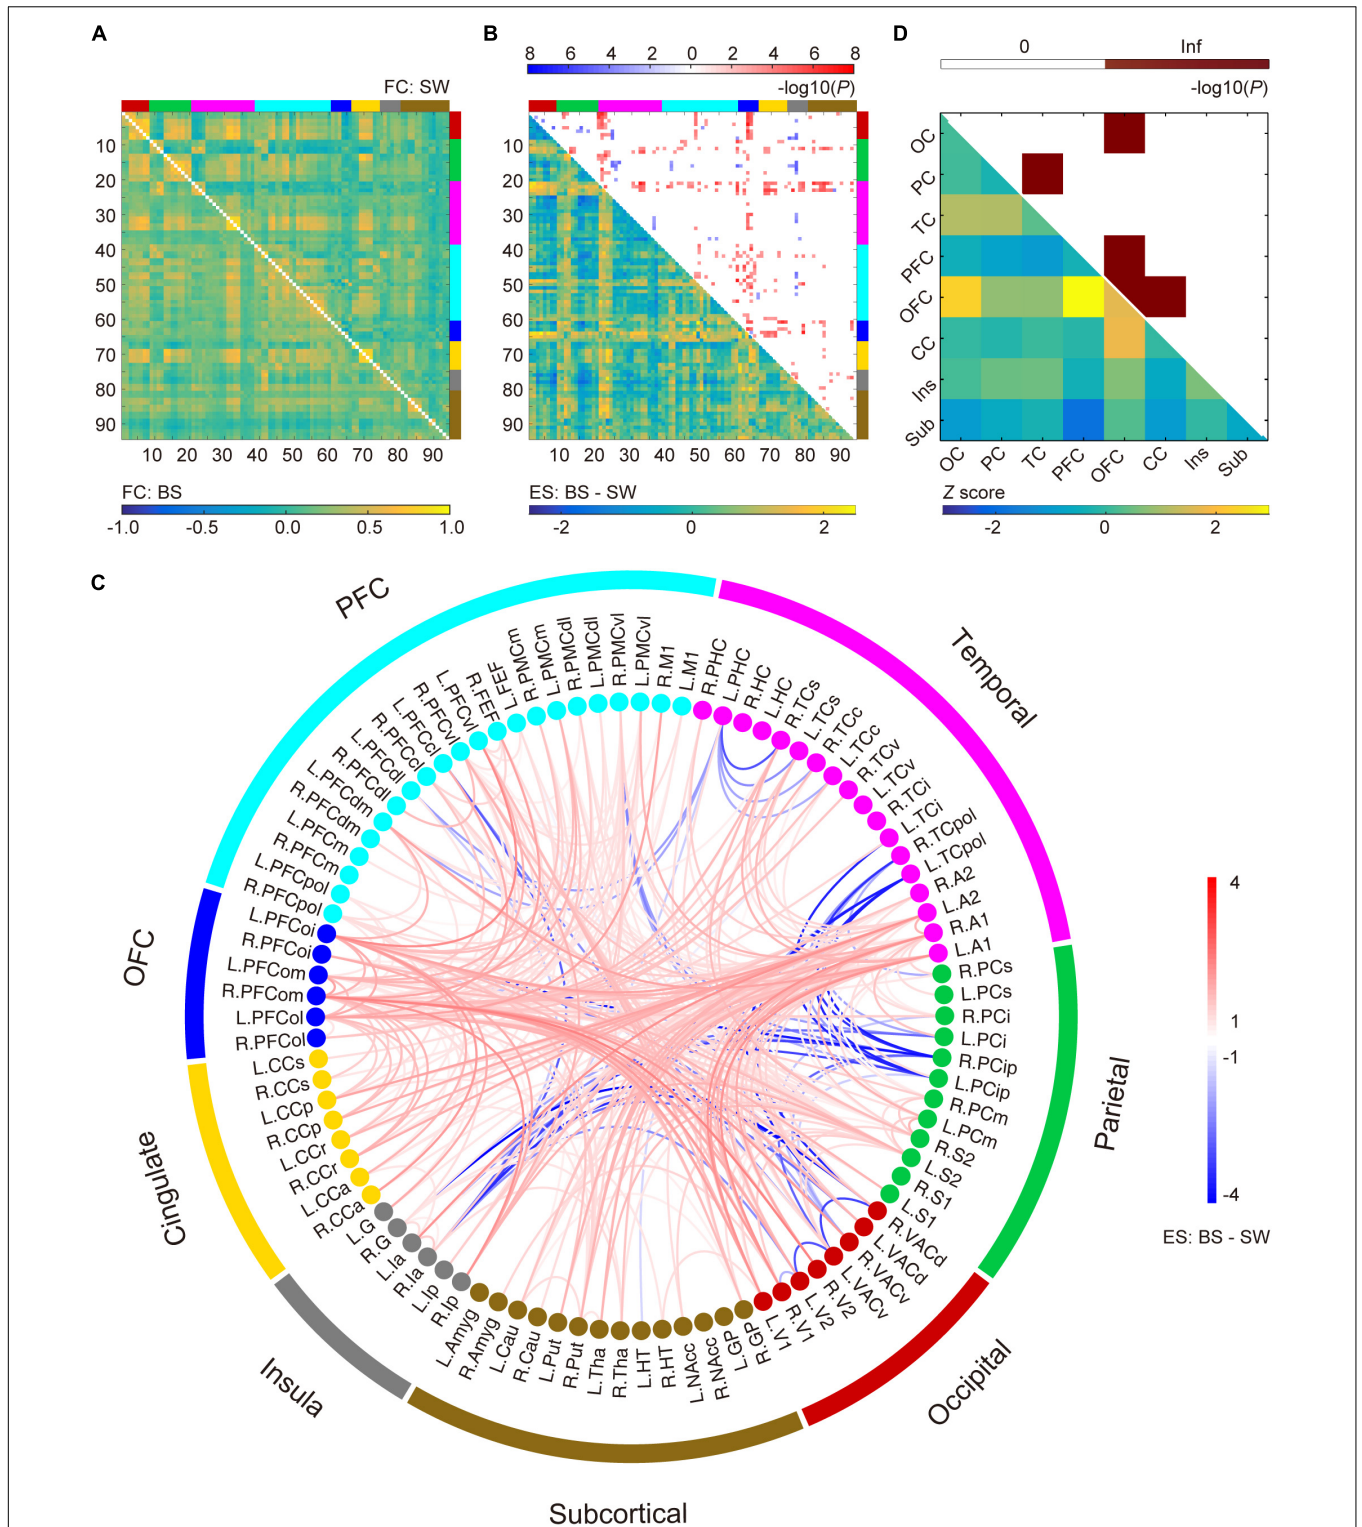 A
B
D
8 6 4 2 0 2 4 6 8
0 Inf
FC: SW
-log10(P)
-log10(P)
10
20
30
40
50
60
70
80
90
10 20 30 40 50 60 70 80 90
10
20
30
40
50
60
70
80
90
10 20 30 40 50 60 70 80 90
OC
PC
TC
PFC
OFC
CC
Ins
Sub
OC PC TC PFC OFC CC Ins Sub
FC: BS
-1.0 -0.5 0.0 0.5 1.0
ES: BS - SW
-2 0 2
Z score
-2 0 2
C
PFC
Temporal
Parietal
Occipital
Subcortical
Insula
Cingulate
OFC
R.PHC
L.PHC
R.HC
L.HC
R.TCs
L.TCs
R.TCc
L.TCc
R.TCv
L.TCv
R.TCi
L.TCi
R.TCpol
L.TCpol
R.A2
L.A2
R.A1
L.A1
R.PCs
L.PCs
R.PCi
L.PCi
R.PCip
L.PCip
R.PCm
L.PCm
R.S2
L.S2
R.S1
L.S1
R.VACd
L.VACd
R.VACv
L.VACv
R.V2
L.V2
R.V1
L.V1
R.GP
L.GP
R.NAcc
L.NAcc
R.HT
L.HT
R.Tha
L.Tha
R.Put
L.Put
R.Cau
L.Cau
R.Amyg
L.Amyg
R.Ip
L.Ip
R.Ia
L.Ia
R.G
L.G
R.CCa
L.CCa
R.CCr
L.CCr
R.CCp
L.CCp
R.CCs
L.CCs
R.PFCol
L.PFCol
R.PFCom
L.PFCom
R.PFCoi
L.PFCoi
R.PFCpol
L.PFCpol
R.PFCm
L.PFCm
R.PFCdm
L.PFCdm
R.PFCdl
L.PFCdl
R.PFCcl
L.PFCcl
R.PFCvl
L.PFCvl
R.FEF
L.FEF
R.PMCm
L.PMCm
R.PMCdl
L.PMCdl
R.PMCvl
L.PMCvl
R.M1
L.M1
4
1
-1
-4
ES: BS - SW